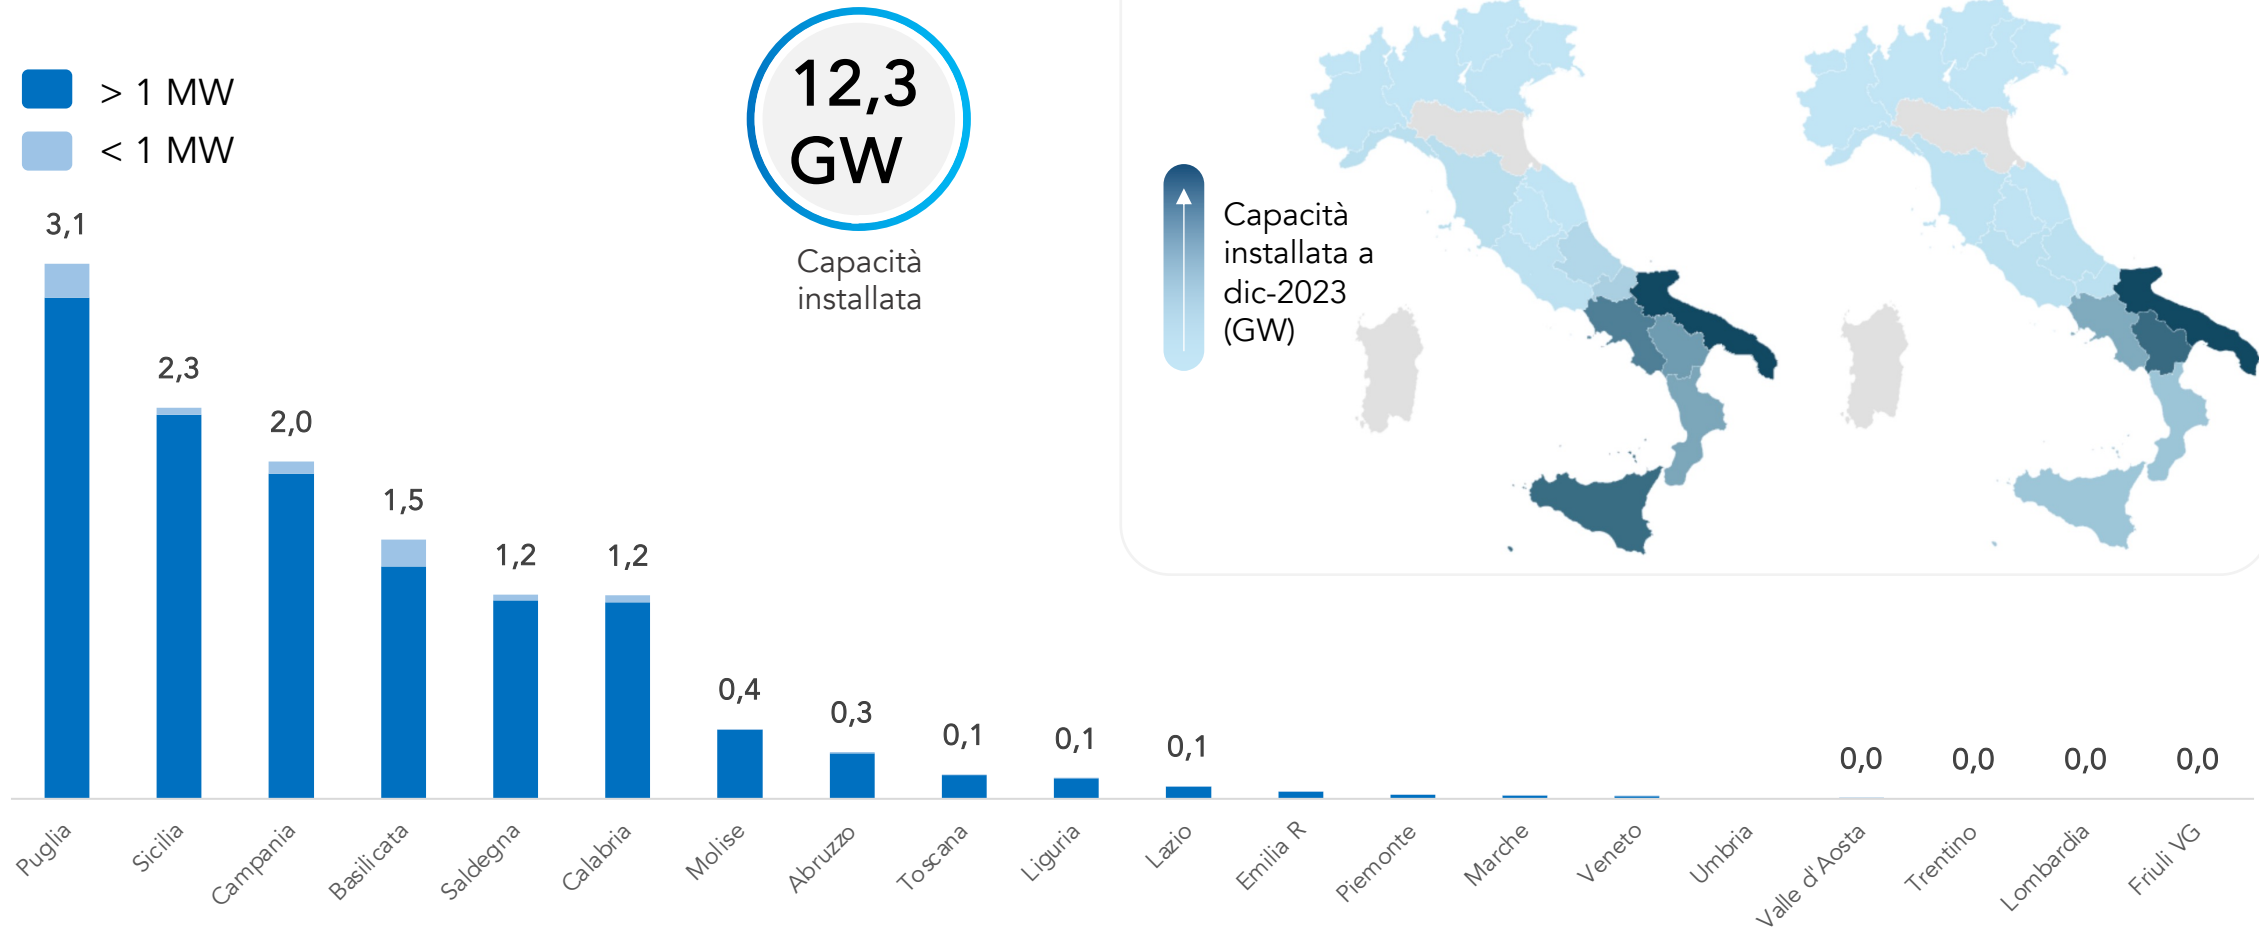 > 1 MW
< 1 MW
12,3
GW
Capacità
installata
Capacità
installata a
dic-2023
(GW)
3,1
2,3
2,0
1,5
1,2
1,2
0,4
0,3
0,1
0,1
0,1
0,0
0,0
0,0
0,0
Puglia
Sicilia
Campania
Basilicata
Saldegna
Calabria
Molise
Abruzzo
Toscana
Liguria
Lazio
Emilia R
Piemonte
Marche
Veneto
Umbria
Valle d'Aosta
Trentino
Lombardia
Friuli VG